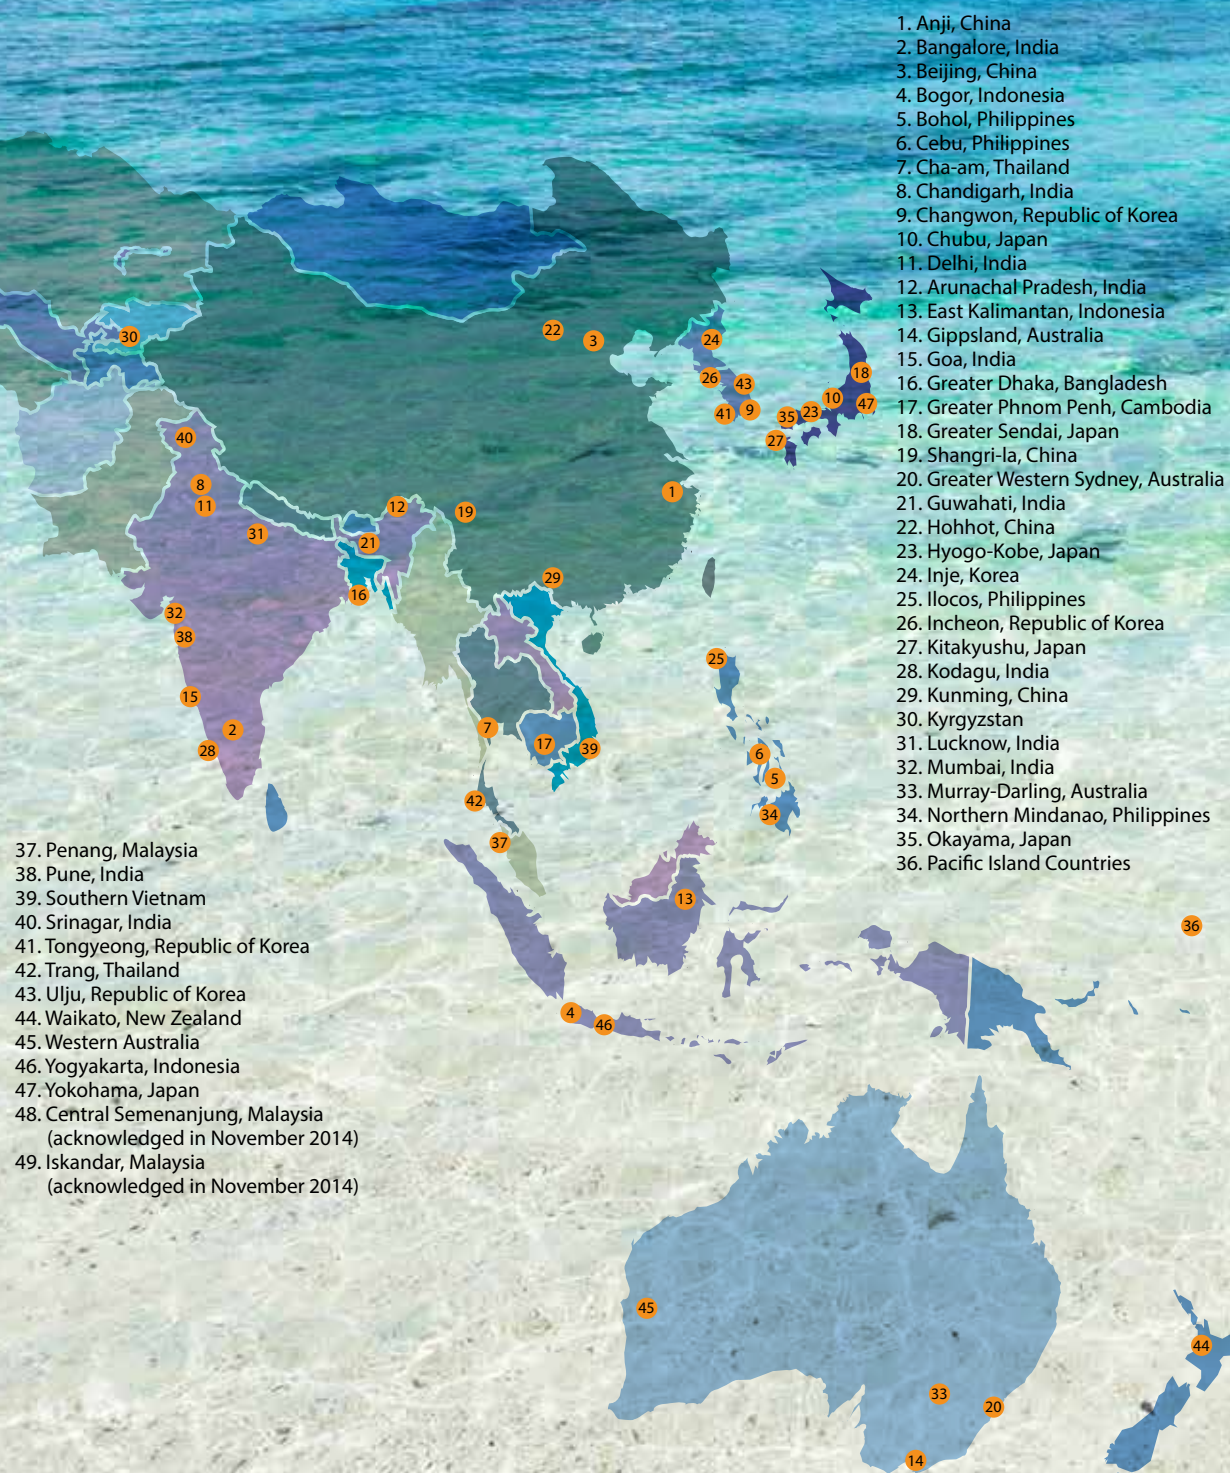 1. Anji, China
2. Bangalore, India
3. Beijing, China
4. Bogor, Indonesia
5. Bohol, Philippines
6. Cebu, Philippines
7. Cha-am, Thailand
8. Chandigarh, India
9. Changwon, Republic of Korea
10. Chubu, Japan
11. Delhi, India
12. Arunachal Pradesh, India
13. East Kalimantan, Indonesia
14. Gippsland, Australia
15. Goa, India
16. Greater Dhaka, Bangladesh
17. Greater Phnom Penh, Cambodia
18. Greater Sendai, Japan
19. Shangri-la, China
20. Greater Western Sydney, Australia
21. Guwahati, India
22. Hohhot, China
23. Hyogo-Kobe, Japan
24. Inje, Korea
25. Ilocos, Philippines
26. Incheon, Republic of Korea
27. Kitakyushu, Japan
28. Kodagu, India
29. Kunming, China
30. Kyrgyzstan
31. Lucknow, India
32. Mumbai, India
33. Murray-Darling, Australia
34. Northern Mindanao, Philippines
35. Okayama, Japan
36. Pacific Island Countries
37. Penang, Malaysia
38. Pune, India
39. Southern Vietnam
40. Srinagar, India
41. Tongyeong, Republic of Korea
42. Trang, Thailand
43. Ulju, Republic of Korea
44. Waikato, New Zealand
45. Western Australia
46. Yogyakarta, Indonesia
47. Yokohama, Japan
48. Central Semenanjung, Malaysia
(acknowledged in November 2014)
49. Iskandar, Malaysia
(acknowledged in November 2014)
22
3
24
30
26
43
18
10
47
41
9
35
23
27
40
8
11
1
12
19
31
21
29
16
32
38
25
15
2
7
17
39
28
6
5
42
34
37
13
36
4
46
45
44
33
20
14